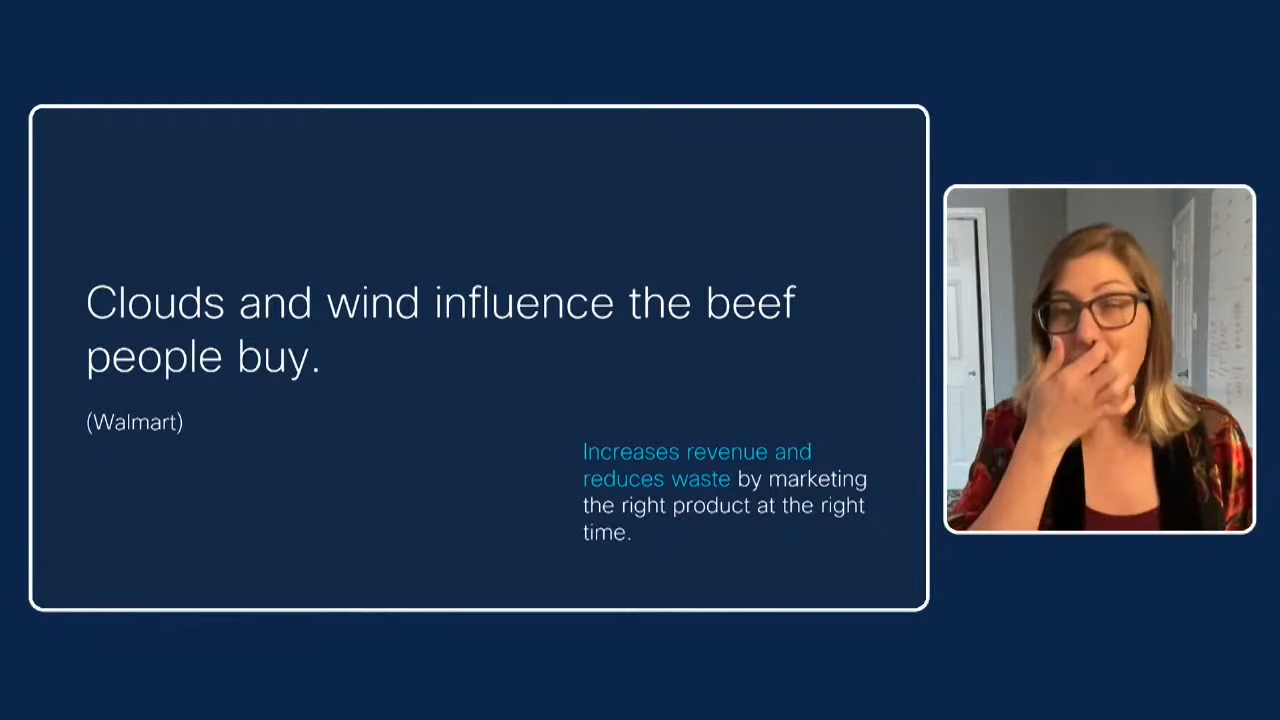 Clouds and wind influence the beef
people buy.
(Walmart)
Increases revenue and
reduces waste by marketing
the right product at the right
time.